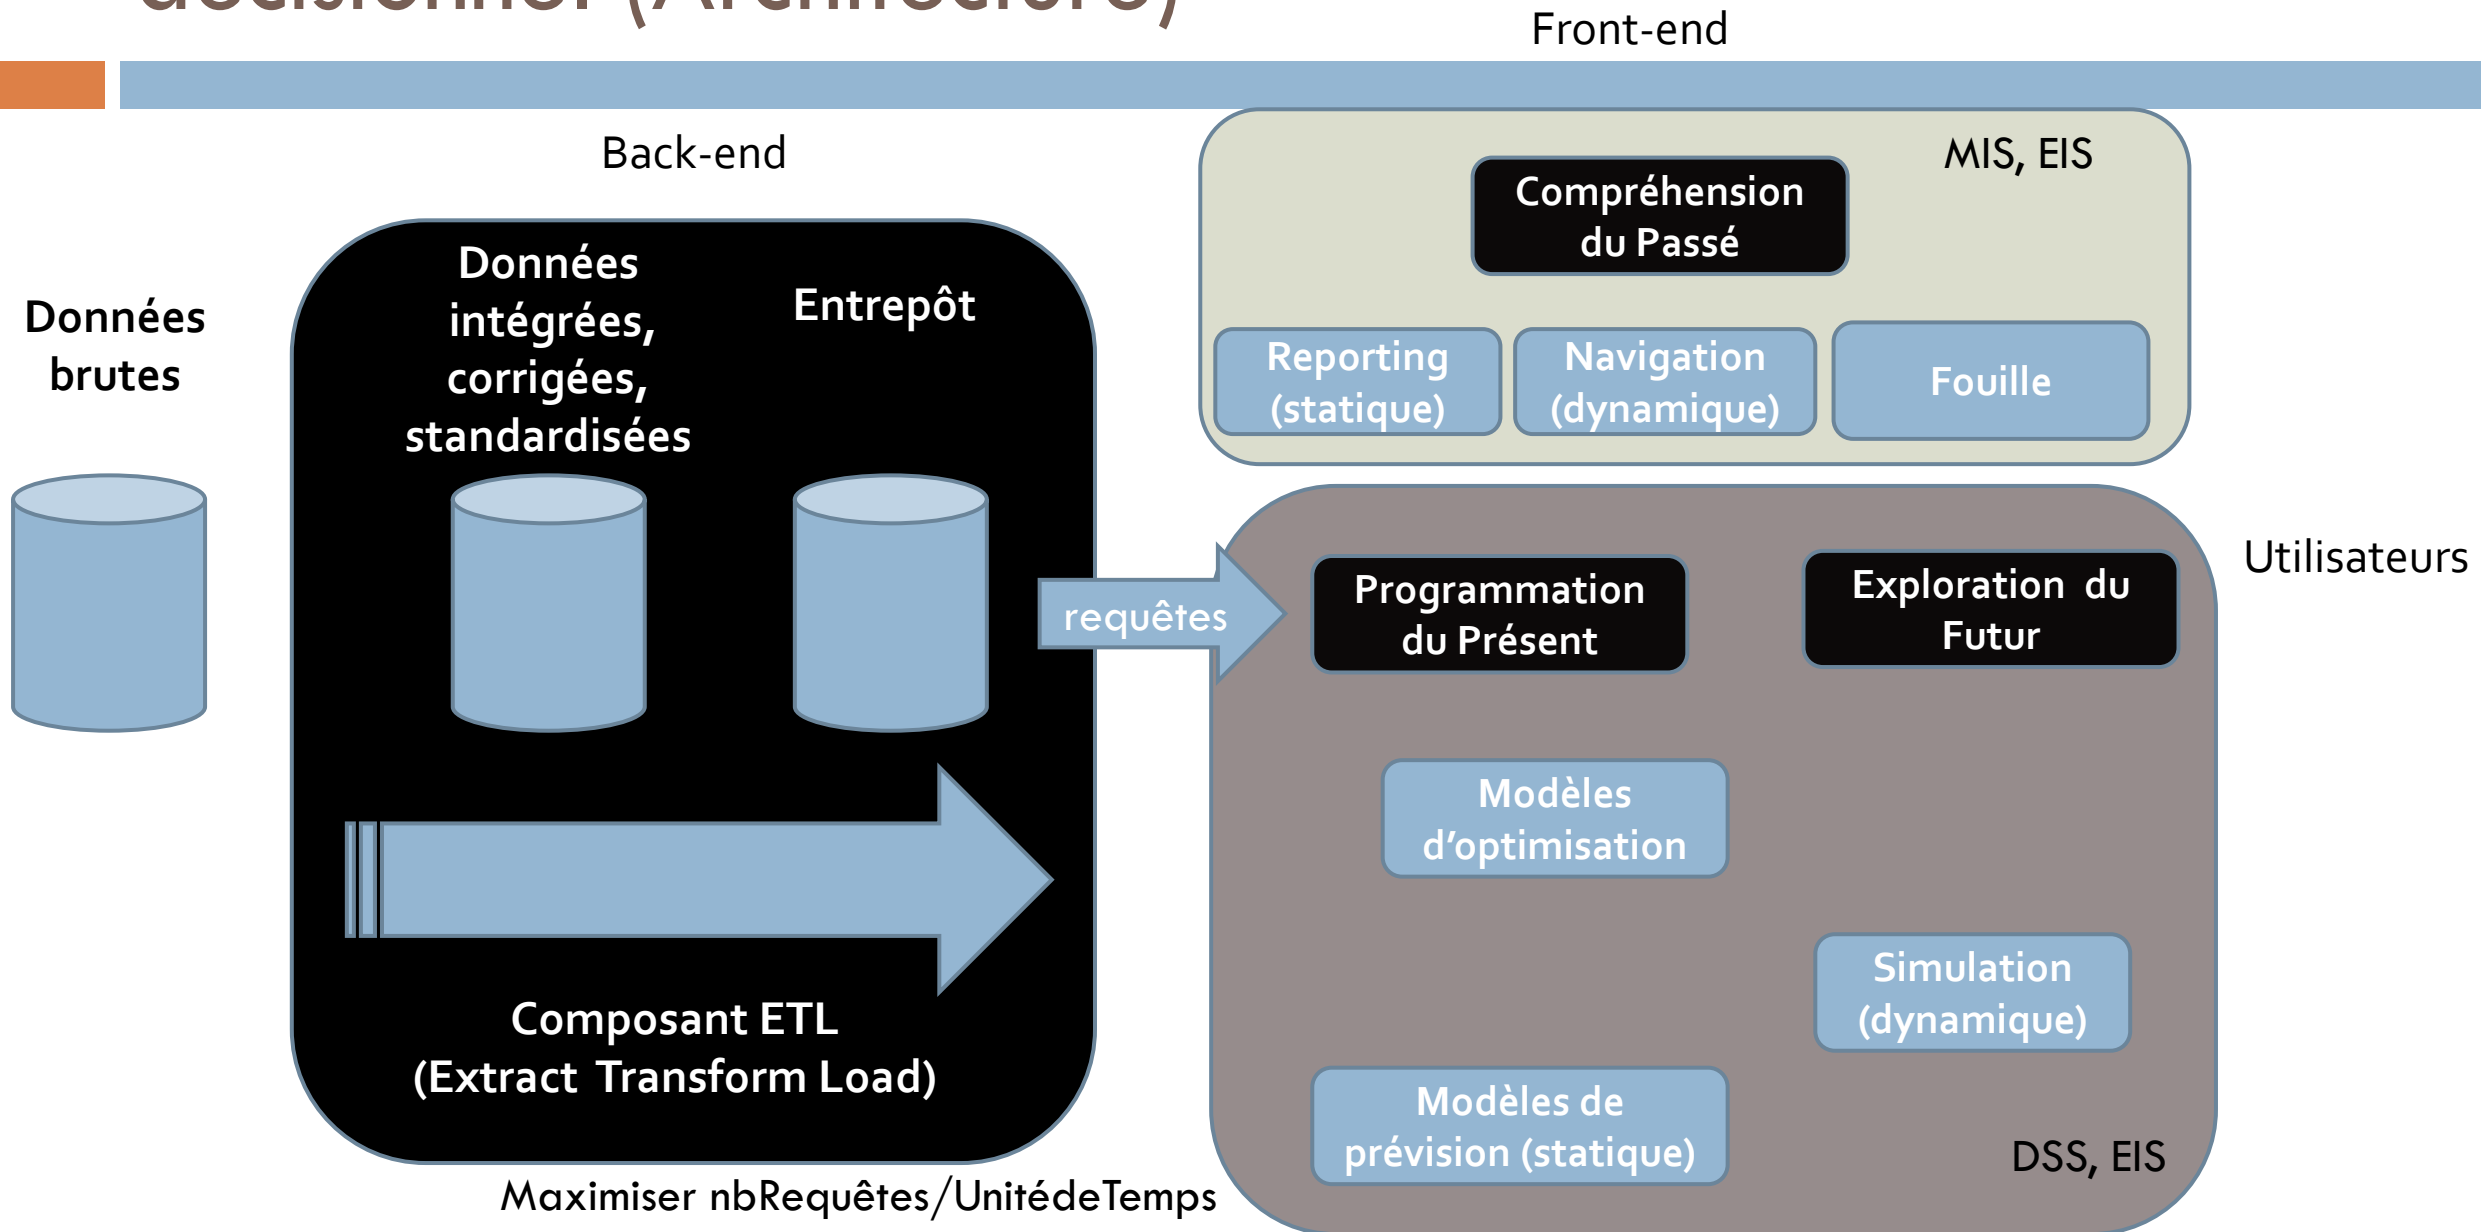 décisionnel (Architecture)
Front-end
Back-end
MIS, EIS
Compréhension
du Passé
Données
brutes
Données
intégrées,
corrigées,
standardisées
Entrepôt
Reporting
(statique)
Navigation
(dynamique)
Fouille
requêtes
Programmation
du Présent
Exploration du
Futur
Utilisateurs
Modèles
d’optimisation
Simulation
(dynamique)
Composant ETL
(Extract Transform Load)
Modèles de
prévision (statique)
DSS, EIS
Maximiser nbRequêtes/UnitédeTemps